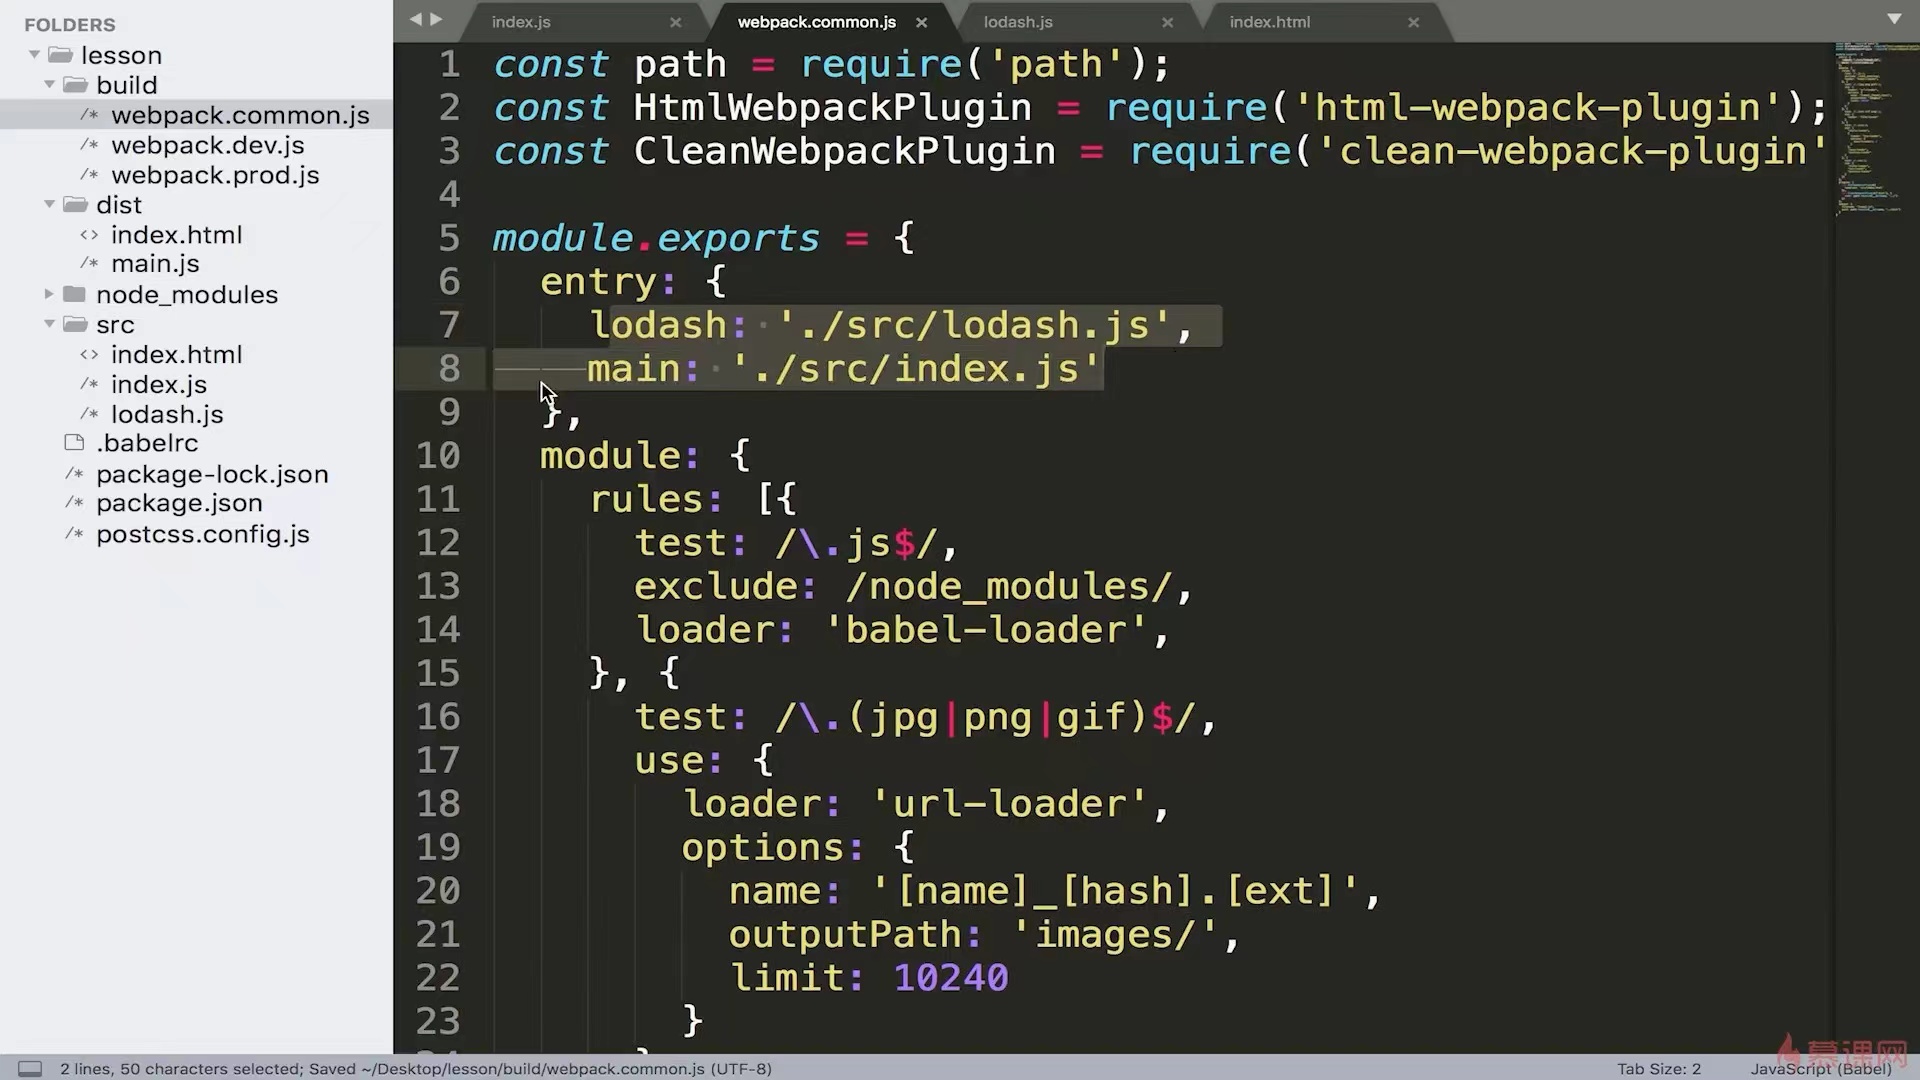 FOLDERS
lesson
build
/* webpack.common.js
/* webpack.dev.js
/* webpack.prod.js
dist
<> index.html
/* main.js
node_modules
src
<> index.html
/* index.js
/* lodash.js
.babelrc
/* package-lock.json
/* package.json
/* postcss.config.js
index.js
webpack.common.js
lodash.js
index.html
1 const path = require('path');
2 const HtmlWebpackPlugin = require('html-webpack-plugin');
3 const CleanWebpackPlugin = require('clean-webpack-plugin'
4
5 module.exports = {
6 entry: {
7 lodash: './src/lodash.js',
8 main: './src/index.js'
9 },
10 module: {
11 rules: [{
12 test: /\.js$/,
13 exclude: /node_modules/,
14 loader: 'babel-loader',
15 }, {
16 test: /\.(jpg|png|gif)$/,
17 use: {
18 loader: 'url-loader',
19 options: {
20 name: '[name]_[hash].[ext]',
21 outputPath: 'images/',
22 limit: 10240
23 }
2 lines, 50 characters selected; Saved ~/Desktop/lesson/build/webpack.common.js (UTF-8)
Tab Size: 2
JavaScript (Babel)
慕课网